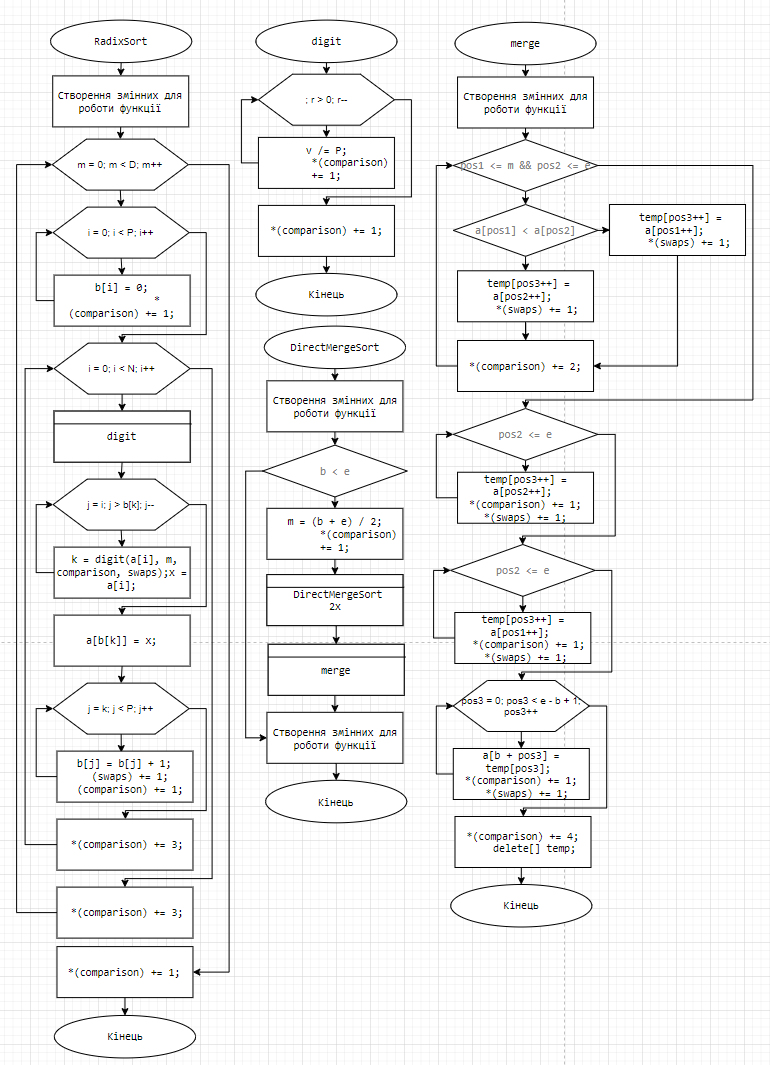 RadixSort
Створення змінних для
роботи функції
m = 0; m < D; m++
i = 0; i < P; i++
b[i] = 0;
*
(comparison) += 1;
i = 0; i < N; i++
digit
j = i; j > b[k]; j--
k = digit(a[i], m,
comparison, swaps);x =
a[i];
a[b[k]] = x;
j = k; j < P; j++
b[j] = b[j] + 1;
(swaps) += 1;
(comparison) += 1;
*(comparison) += 3;
*(comparison) += 3;
*(comparison) += 1;
Кінець
digit
; r > 0; r--
v /= P;
*(comparison)
+= 1;
*(comparison) += 1;
Кінець
DirectMergeSort
Створення змінних для
роботи функції
b < e
m = (b + e) / 2;
*(comparison)
+= 1;
DirectMergeSort
2x
merge
Створення змінних для
роботи функції
Кінець
merge
Створення змінних для
роботи функції
pos1 <= m && pos2 <= e
a[pos1] < a[pos2]
temp[pos3++] =
a[pos1++];
*(swaps) += 1;
temp[pos3++] =
a[pos2++];
*(swaps) += 1;
*(comparison) += 2;
pos2 <= e
temp[pos3++] =
a[pos2++];
*(comparison) += 1;
*(swaps) += 1;
pos2 <= e
temp[pos3++] =
a[pos1++];
*(comparison) += 1;
*(swaps) += 1;
pos3 = 0; pos3 < e - b + 1;
pos3++
a[b + pos3] =
temp[pos3];
*(comparison) += 1;
*(swaps) += 1;
*(comparison) += 4;
delete[] temp;
Кінець